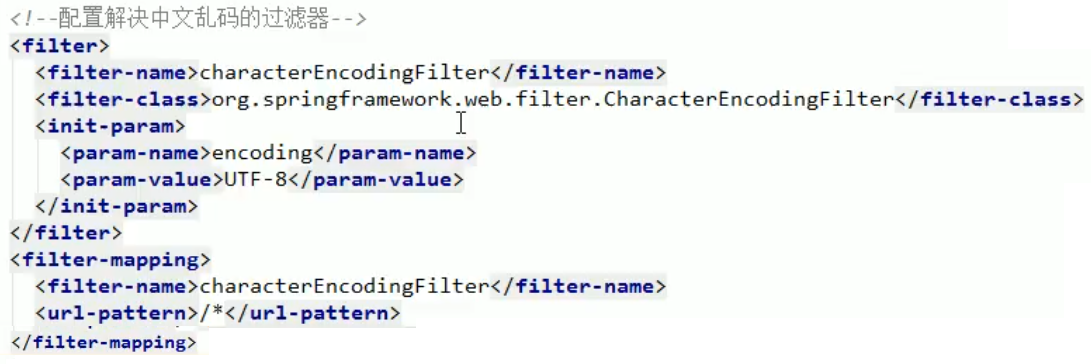 <!--配置解决中文乱码的过滤器-->
<filter>
<filter-name>characterEncodingFilter</filter-name>
<filter-class>org.springframework.web.filter.CharacterEncodingFilter</filter-class>
<init-param>
<param-name>encoding</param-name>
<param-value>UTF-8</param-value>
</init-param>
</filter>
<filter-mapping>
<filter-name>characterEncodingFilter</filter-name>
<url-pattern>/*</url-pattern>
</filter-mapping>